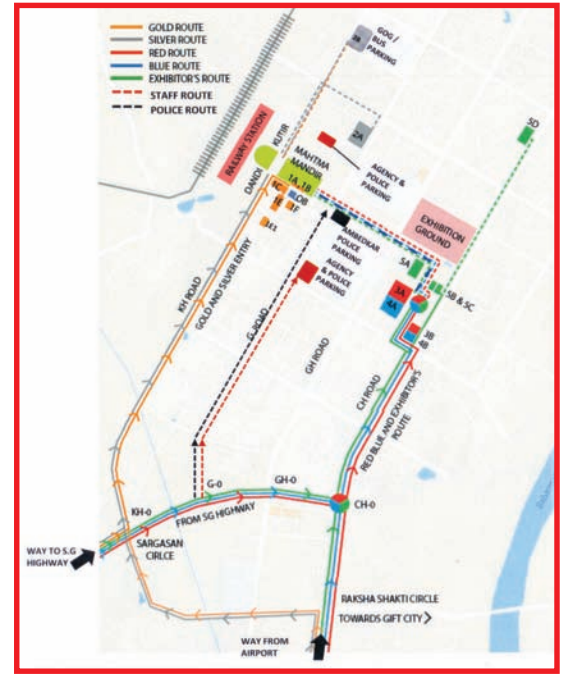 GOLD ROUTE
SILVER ROUTE
RED ROUTE
BLUE ROUTE
EXHIBITOR'S ROUTE
STAFF ROUTE
POLICE ROUTE
GOG /
BUS
PARKING
2B
2A
5D
RAILWAY STATION
DANDI KUTIR
MAHTMA
MANDIR
1A, 1B
1C
LOB
1E
1F
1E1
AGENCY &
POLICE
PARKING
AMBEDKAR
POLICE
PARKING
EXHIBITION
GROUND
AGENCY
& POLICE
PARKING
5A
5B & 5C
3A
4A
3B
4B
KH ROAD
GOLD AND SILVER ENTRY
G-ROAD
GH ROAD
CH ROAD
RED BLUE AND EXHIBITOR'S
ROUTE
KH-0
G-0
GH-0
CH-0
FROM SG HIGHWAY
SARGASAN
CIRLCE
WAY TO S.G
HIGHWAY
RAKSHA SHAKTI CIRCLE
TOWARDS GIFT CITY >
WAY FROM
AIRPORT